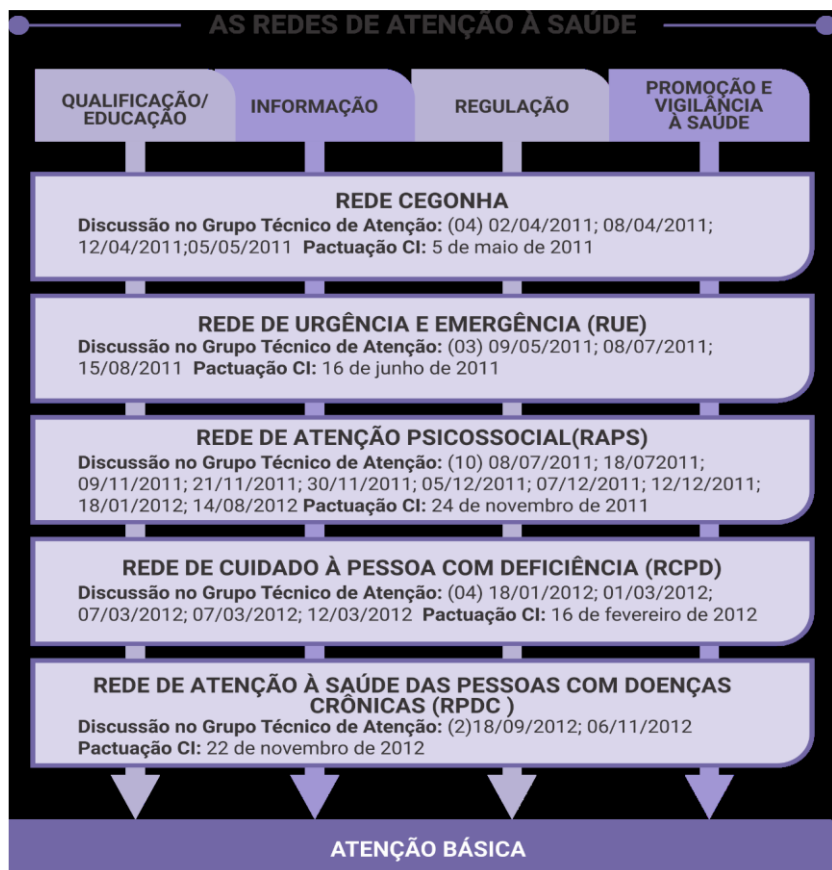 AS REDES DE ATENÇÃO À SAÚDE
QUALIFICAÇÃO/
EDUCAÇÃO
INFORMAÇÃO
REGULAÇÃO
PROMOÇÃO E
VIGILÂNCIA
À SAÚDE
REDE CEGONHA
Discussão no Grupo Técnico de Atenção: (04) 02/04/2011; 08/04/2011;
12/04/2011;05/05/2011 Pactuação CI: 5 de maio de 2011
REDE DE URGÊNCIA E EMERGÊNCIA (RUE)
Discussão no Grupo Técnico de Atenção: (03) 09/05/2011; 08/07/2011;
15/08/2011 Pactuação CI: 16 de junho de 2011
REDE DE ATENÇÃO PSICOSSOCIAL(RAPS)
Discussão no Grupo Técnico de Atenção: (10) 08/07/2011; 18/072011;
09/11/2011; 21/11/2011; 30/11/2011; 05/12/2011; 07/12/2011; 12/12/2011;
18/01/2012; 14/08/2012 Pactuação CI: 24 de novembro de 2011
REDE DE CUIDADO À PESSOA COM DEFICIÊNCIA (RCPD)
Discussão no Grupo Técnico de Atenção: (04) 18/01/2012; 01/03/2012;
07/03/2012; 07/03/2012; 12/03/2012 Pactuação CI: 16 de fevereiro de 2012
REDE DE ATENÇÃO À SAÚDE DAS PESSOAS COM DOENÇAS
CRÔNICAS (RPDC )
Discussão no Grupo Técnico de Atenção: (2)18/09/2012; 06/11/2012
Pactuação CI: 22 de novembro de 2012
ATENÇÃO BÁSICA